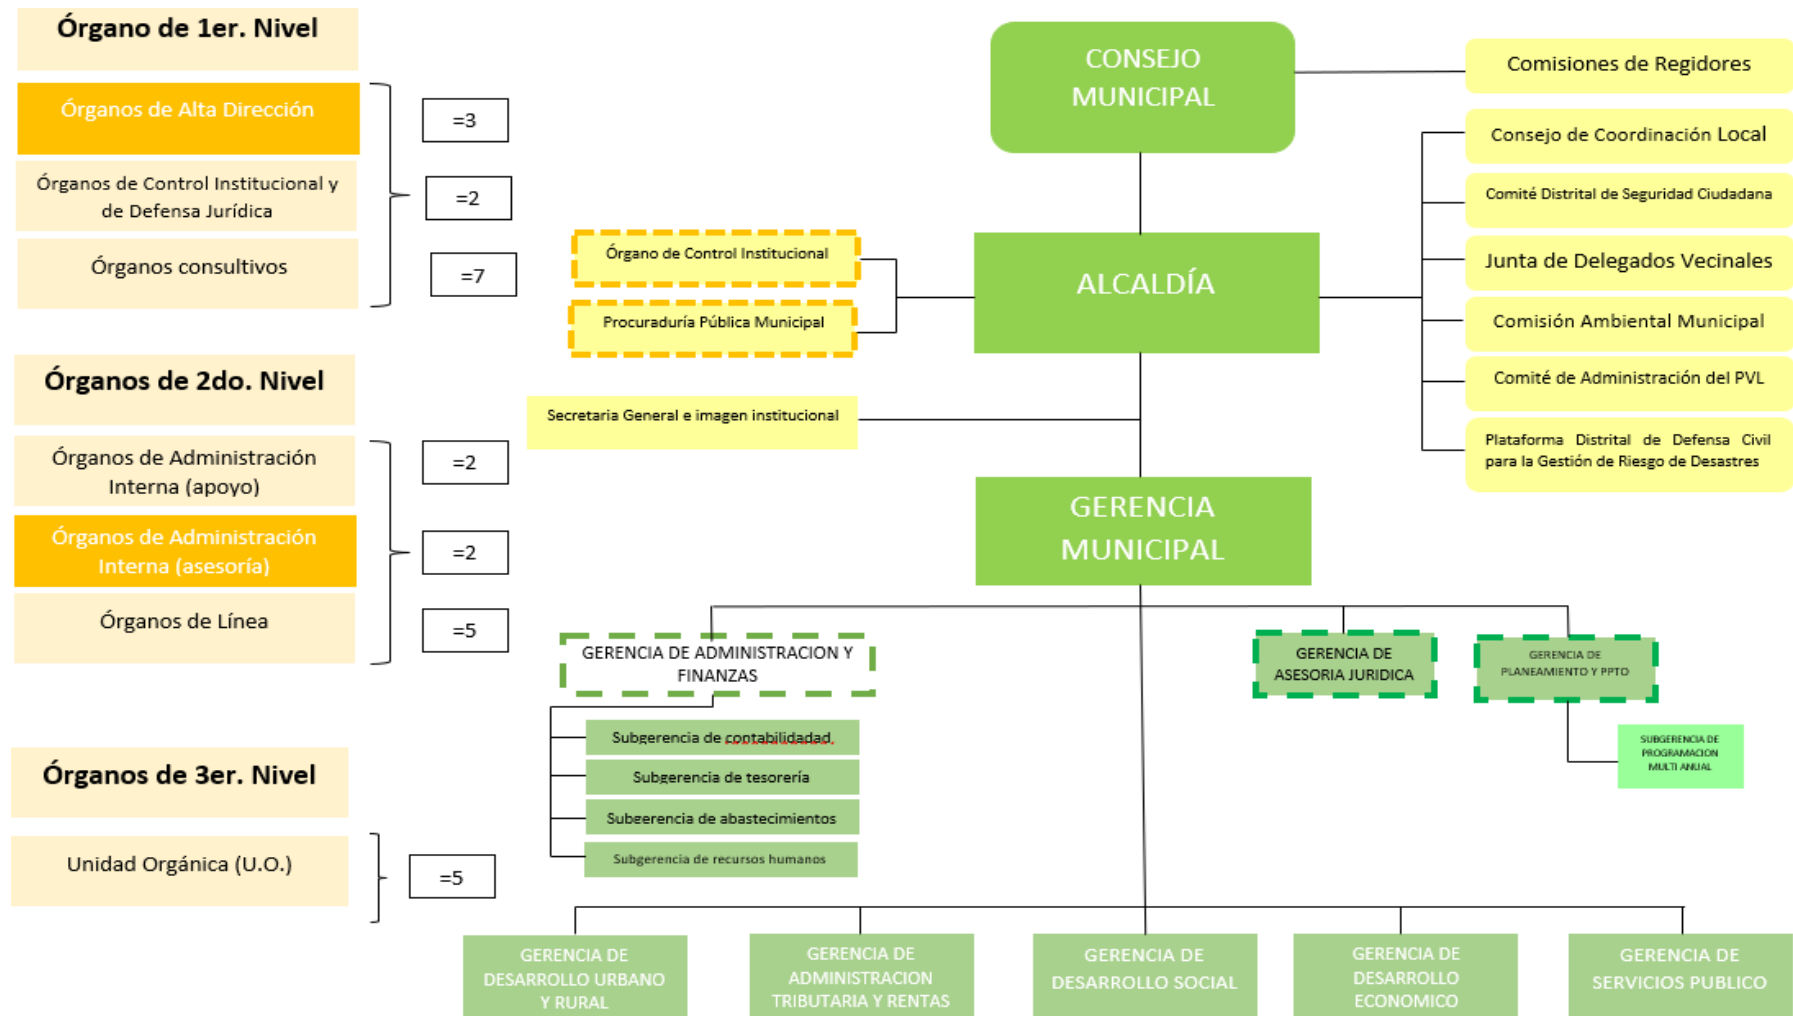 Órgano de 1er. Nivel
Órganos de Alta Dirección
=3
Órganos de Control Institucional y
de Defensa Jurídica
=2
Órganos consultivos
=7
Órganos de 2do. Nivel
Órganos de Administración
Interna (apoyo)
=2
Órganos de Administración
Interna (asesoría)
=2
Órganos de Línea
=5
Órganos de 3er. Nivel
Unidad Orgánica (U.O.)
=5
CONSEJO
MUNICIPAL
Comisiones de Regidores
Consejo de Coordinación Local
Comité Distrital de Seguridad Ciudadana
Junta de Delegados Vecinales
Comisión Ambiental Municipal
Comité de Administración del PVL
Plataforma Distrital de Defensa Civil
para la Gestión de Riesgo de Desastres
Órgano de Control Institucional
Procuraduría Pública Municipal
ALCALDÍA
Secretaria General e imagen institucional
GERENCIA
MUNICIPAL
GERENCIA DE ADMINISTRACION Y
FINANZAS
Subgerencia de contabilidadad.
Subgerencia de tesorería
Subgerencia de abastecimientos
Subgerencia de recursos humanos
GERENCIA DE
ASESORIA JURIDICA
GERENCIA DE
PLANEAMIENTO Y PPTO
SUBGERENCIA DE
PROGRAMACION
MULTI ANUAL
GERENCIA DE
DESARROLLO URBANO
Y RURAL
GERENCIA DE
ADMINISTRACION
TRIBUTARIA Y RENTAS
GERENCIA DE
DESARROLLO SOCIAL
GERENCIA DE
DESARROLLO
ECONOMICO
GERENCIA DE
SERVICIOS PUBLICO